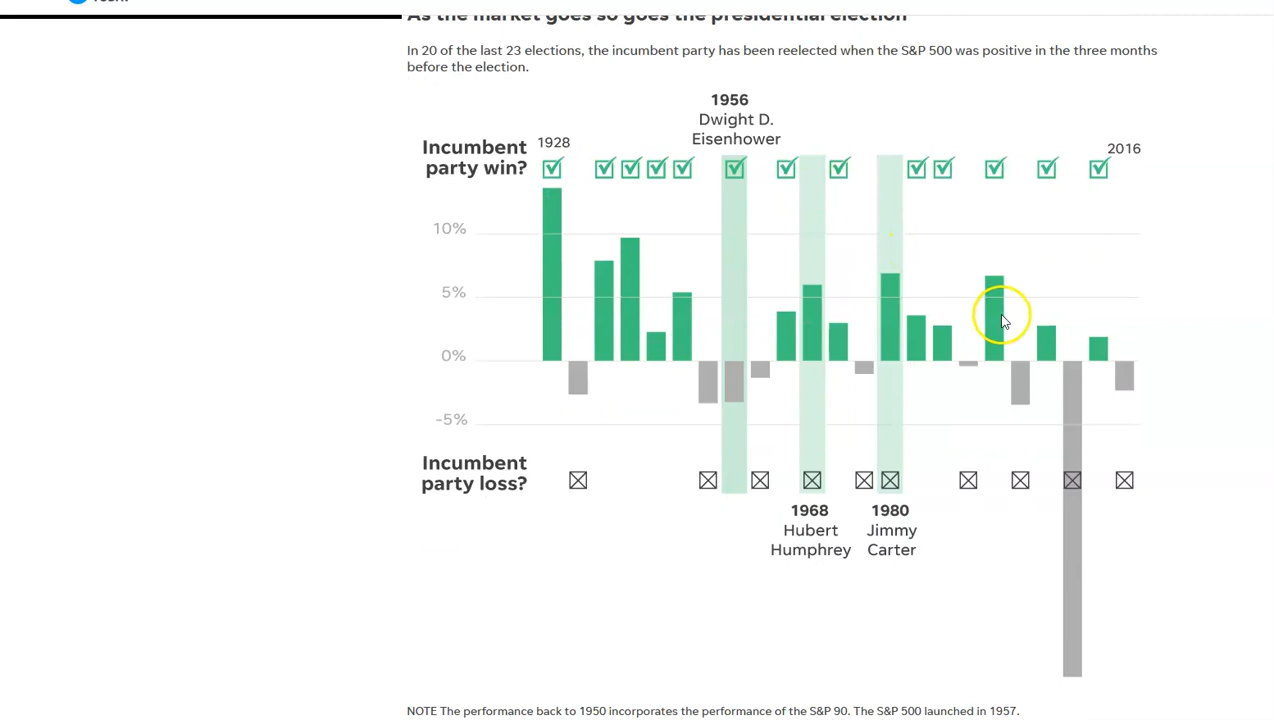 TODAY
As the market goes so goes the presidential election
In 20 of the last 23 elections, the incumbent party has been reelected when the S&P 500 was positive in the three months
before the election.
1956
Dwight D.
Eisenhower
Incumbent
party win?
1928
2016
10%
5%
0%
-5%
Incumbent
party loss?
1968
Hubert
Humphrey
1980
Jimmy
Carter
NOTE The performance back to 1950 incorporates the performance of the S&P 90. The S&P 500 launched in 1957.